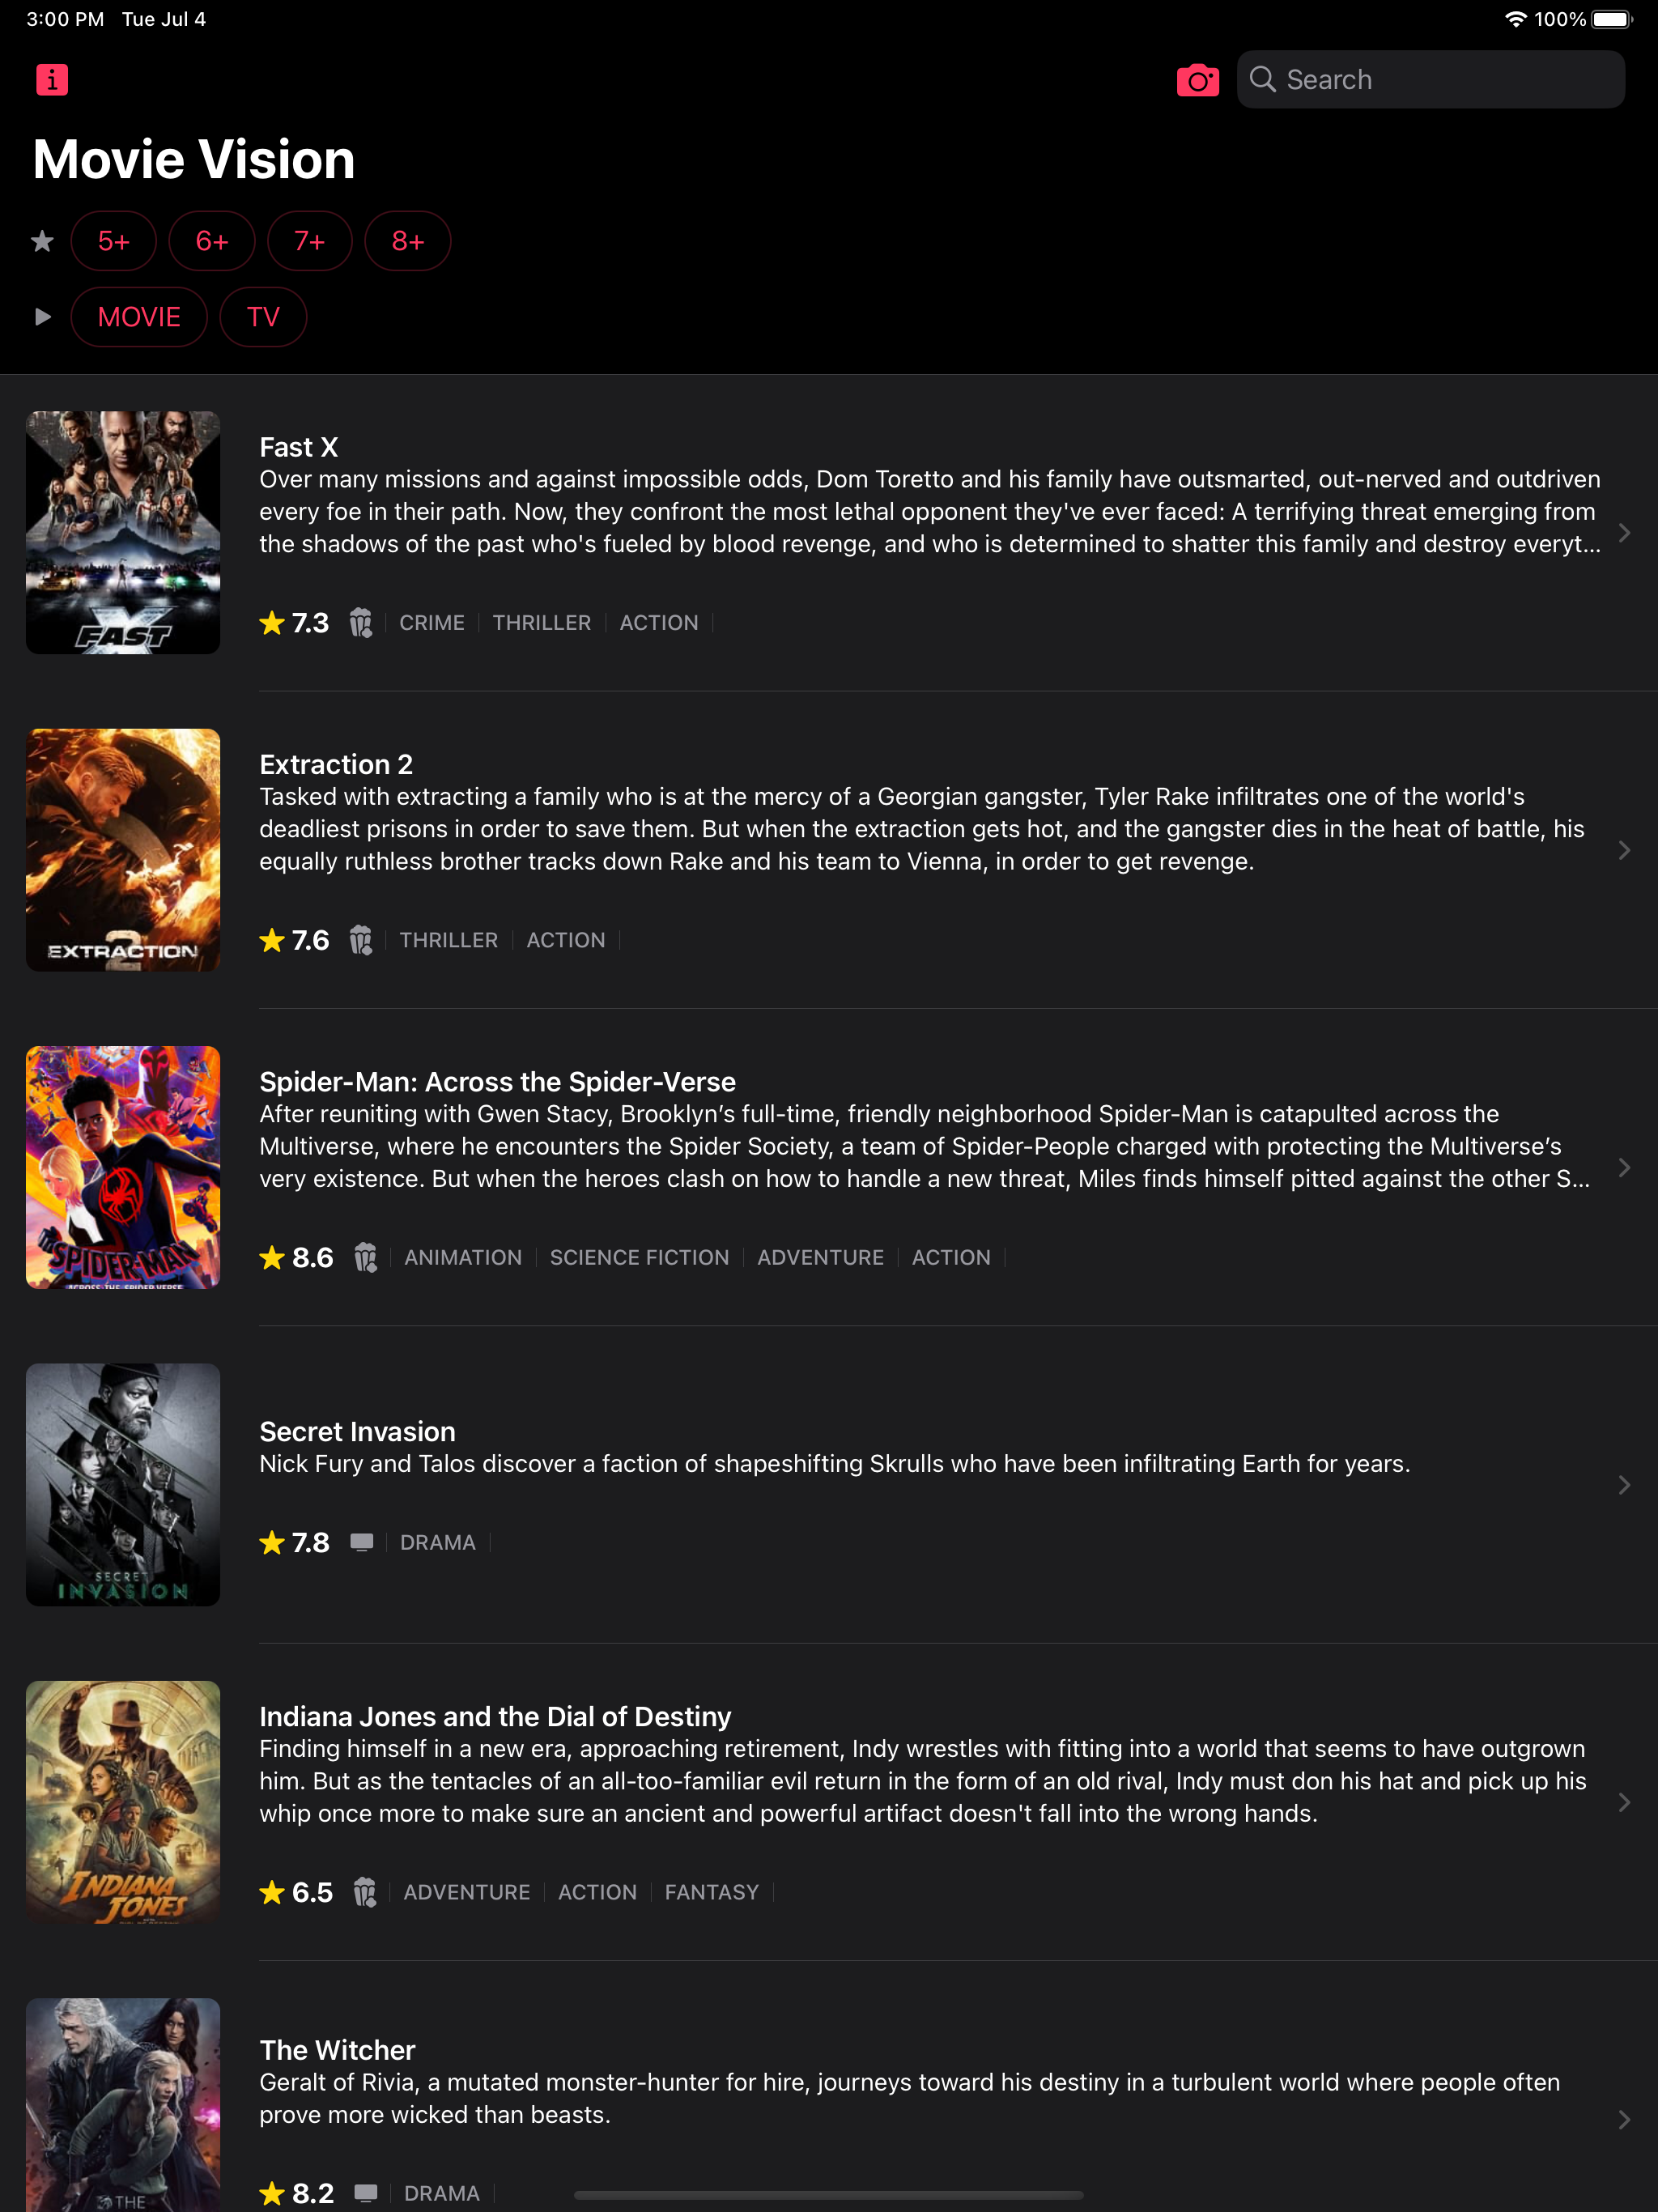 3:00 PM Tue Jul 4
100%
Search
Movie Vision
5+ 6+ 7+ 8+
MOVIE TV
FAST
Fast X
Over many missions and against impossible odds, Dom Toretto and his family have outsmarted, out-nerved and outdriven
every foe in their path. Now, they confront the most lethal opponent they've ever faced: A terrifying threat emerging from
the shadows of the past who's fueled by blood revenge, and who is determined to shatter this family and destroy everyt...
7.3 CRIME THRILLER ACTION
EXTRACTION 2
Extraction 2
Tasked with extracting a family who is at the mercy of a Georgian gangster, Tyler Rake infiltrates one of the world's
deadliest prisons in order to save them. But when the extraction gets hot, and the gangster dies in the heat of battle, his
equally ruthless brother tracks down Rake and his team to Vienna, in order to get revenge.
7.6 THRILLER ACTION
SPIDER-MAN
ACROSS THE SPIDER-VERSE
Spider-Man: Across the Spider-Verse
After reuniting with Gwen Stacy, Brooklyn’s full-time, friendly neighborhood Spider-Man is catapulted across the
Multiverse, where he encounters the Spider Society, a team of Spider-People charged with protecting the Multiverse’s
very existence. But when the heroes clash on how to handle a new threat, Miles finds himself pitted against the other S...
8.6 ANIMATION SCIENCE FICTION ADVENTURE ACTION
SECRET
INVASION
Secret Invasion
Nick Fury and Talos discover a faction of shapeshifting Skrulls who have been infiltrating Earth for years.
7.8 DRAMA
INDIANA
JONES
Indiana Jones and the Dial of Destiny
Finding himself in a new era, approaching retirement, Indy wrestles with fitting into a world that seems to have outgrown
him. But as the tentacles of an all-too-familiar evil return in the form of an old rival, Indy must don his hat and pick up his
whip once more to make sure an ancient and powerful artifact doesn't fall into the wrong hands.
6.5 ADVENTURE ACTION FANTASY
THE
The Witcher
Geralt of Rivia, a mutated monster-hunter for hire, journeys toward his destiny in a turbulent world where people often
prove more wicked than beasts.
8.2 DRAMA